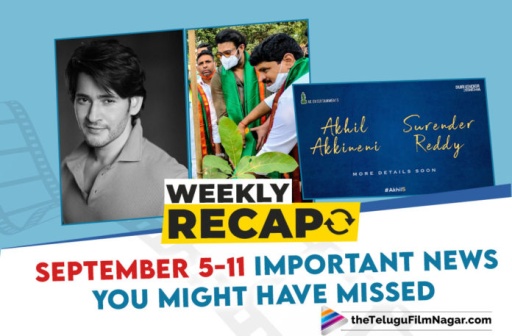 Akhil Surender
Akkineni Reddy
MORE DETAILS SOON
#Akhil5
WEEKLY
RECAP
SEPTEMBER 5-11 IMPORTANT NEWS
YOU MIGHT HAVE MISSED
theTeluguFilmNagar.com